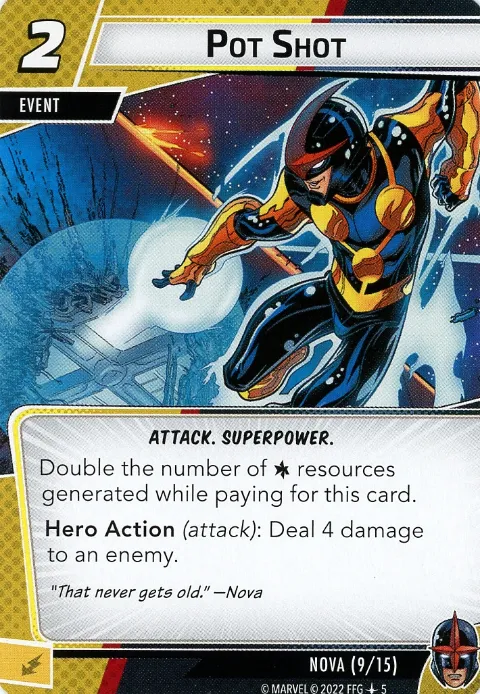 2
POT SHOT
EVENT
ATTACK. SUPERPOWER.
Double the number of resources
generated while paying for this card.
Hero Action (attack): Deal 4 damage
to an enemy.
"That never gets old." —Nova
NOVA (9/15)
© MARVEL © 2022 FFG 5